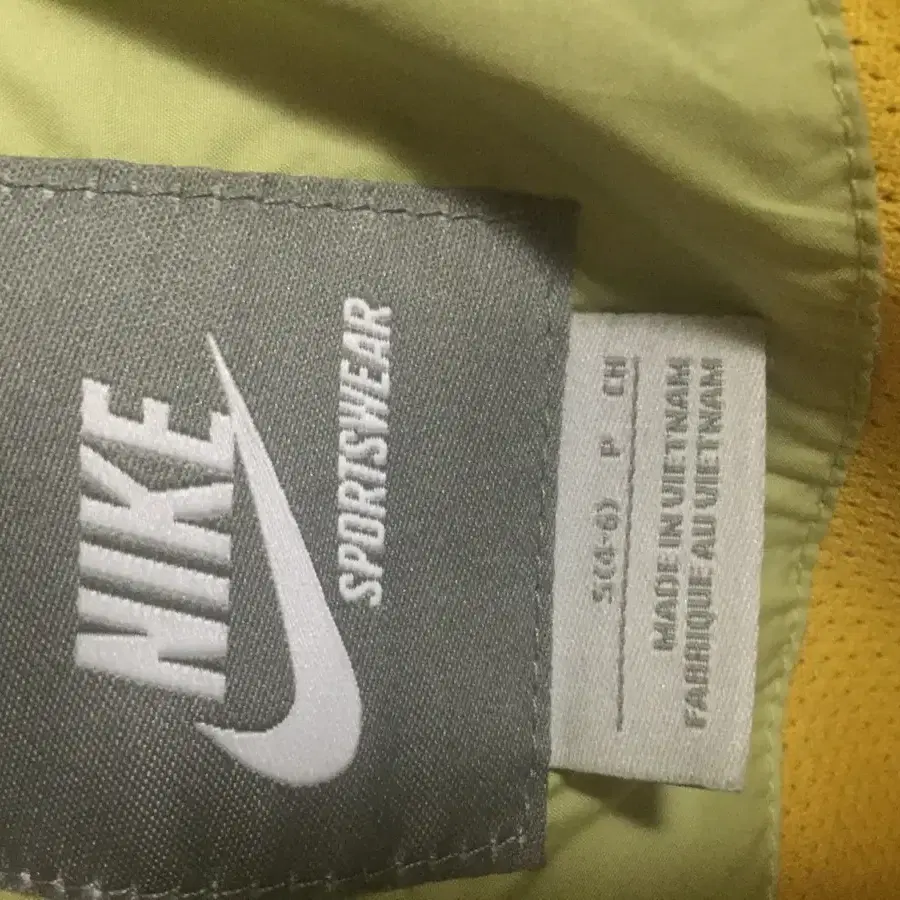 NIKE
SPORTSWEAR
S(4-6) P CH
MADE IN VIETNAM
FABRIQUE AU VIETNAM